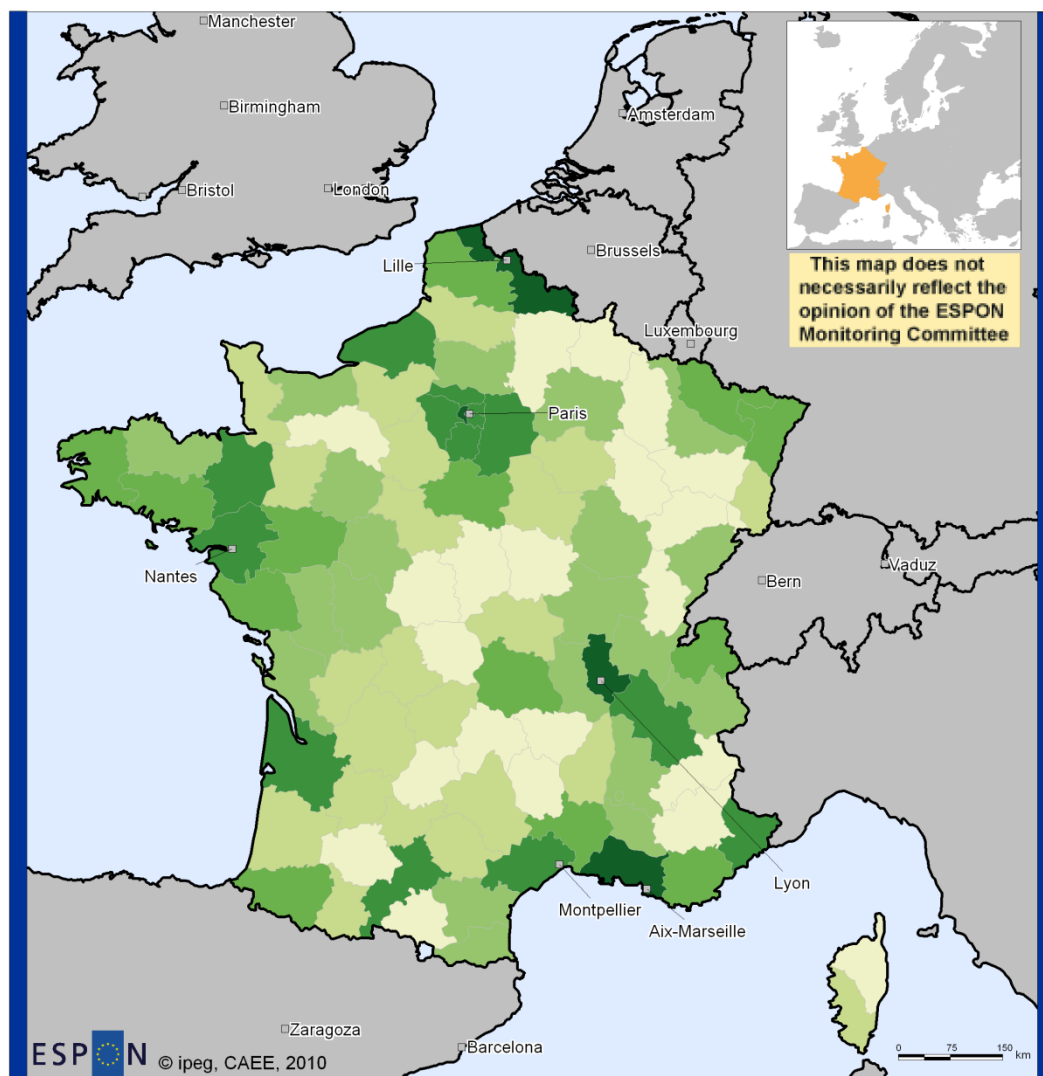 Manchester
Birmingham
Bristol
London
Amsterdam
Brussels
Lille
Luxembourg
This map does not
necessarily reflect the
opinion of the ESPON
Monitoring Committee
Paris
Nantes
Bern
Vaduz
Lyon
Montpellier
Aix-Marseille
Zaragoza
Barcelona
ESPON © ipeg, CAEE, 2010
0 75 150
km